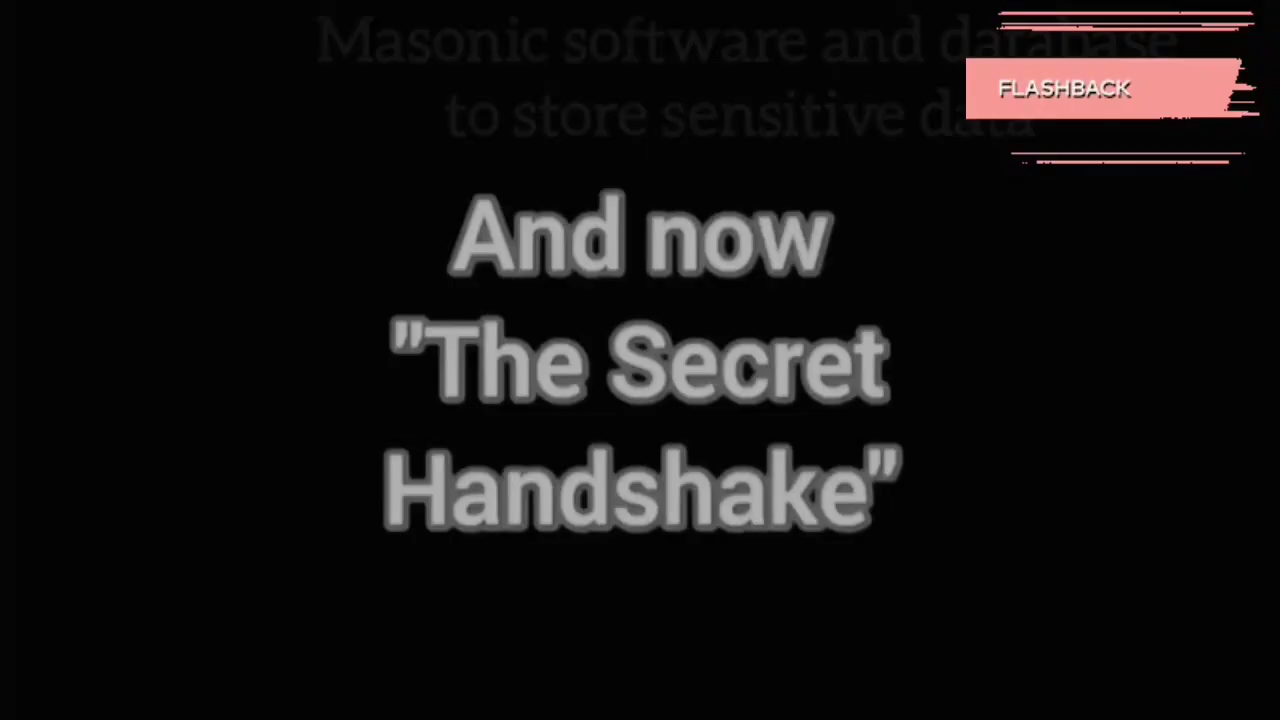 Masonic software and database
to store sensitive data
FLASHBACK
And now
"The Secret
Handshake"